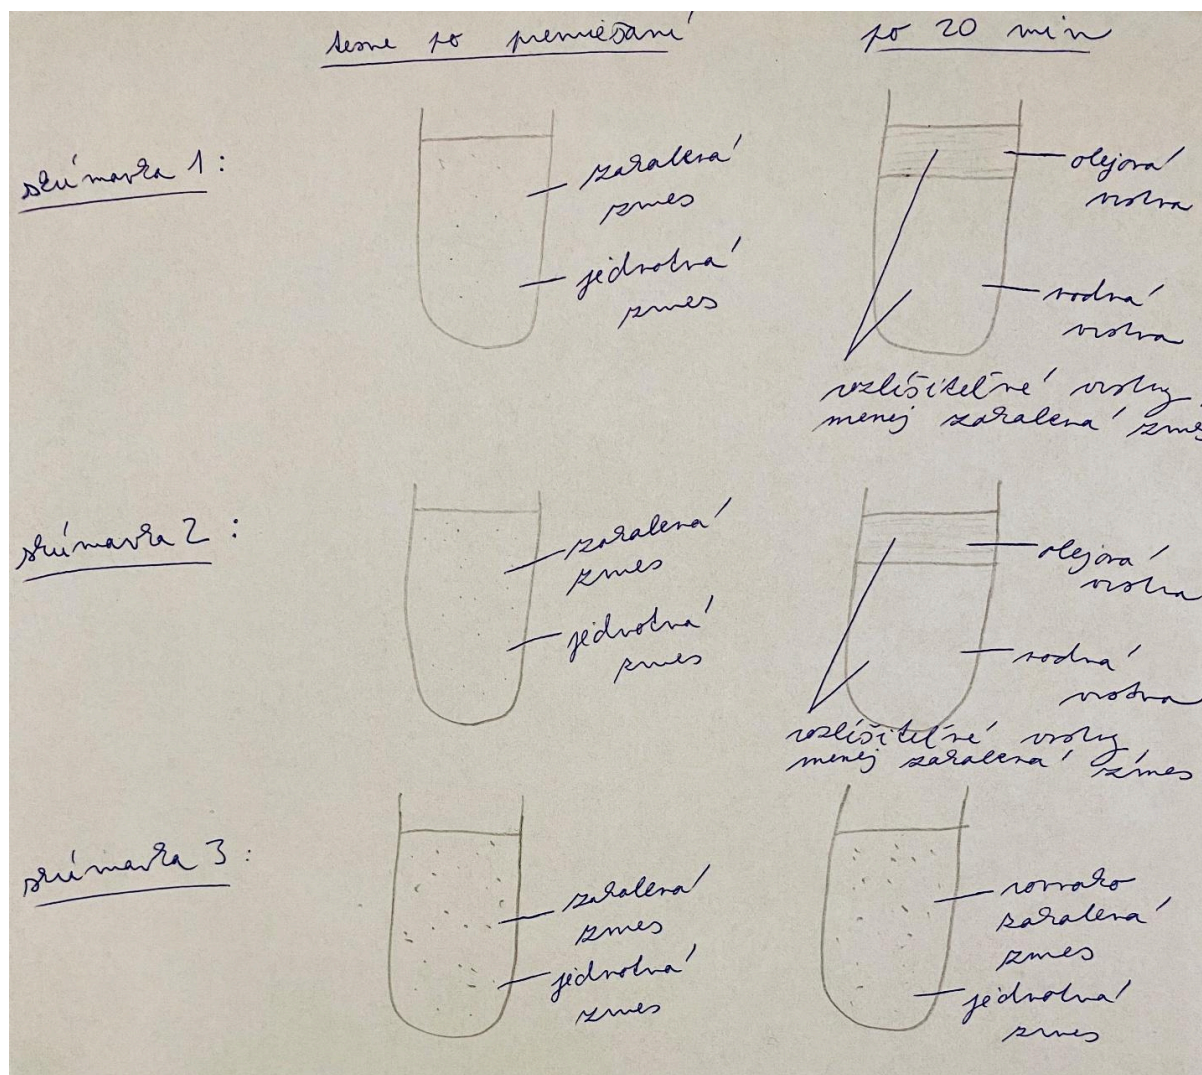 tesne po premiešaní
po 20 min
skúmavka 1:
zakalená
zmes
jednotná
zmes
olejová
vrstva
vodná
vrstva
rozlíšiteľné vrstvy
menej zakalená zmes
skúmavka 2:
zakalená
zmes
jednotná
zmes
olejová
vrstva
vodná
vrstva
rozlíšiteľné vrstvy
menej zakalená zmes
skúmavka 3:
zakalená
zmes
jednotná
zmes
rovnako
zakalená
zmes
jednotná
zmes